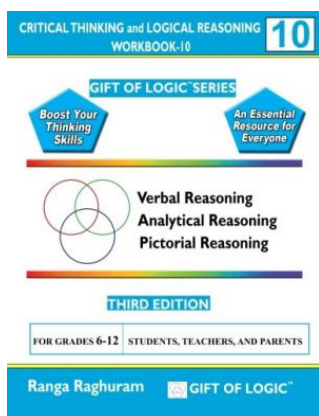 CRITICAL THINKING and LOGICAL REASONING
WORKBOOK-10
10
GIFT OF LOGIC™SERIES
Boost Your
Thinking
Skills
An Essential
Resource for
Everyone
Verbal Reasoning
Analytical Reasoning
Pictorial Reasoning
THIRD EDITION
FOR GRADES 6-12
STUDENTS, TEACHERS, AND PARENTS
Ranga Raghuram
GIFT OF LOGIC™